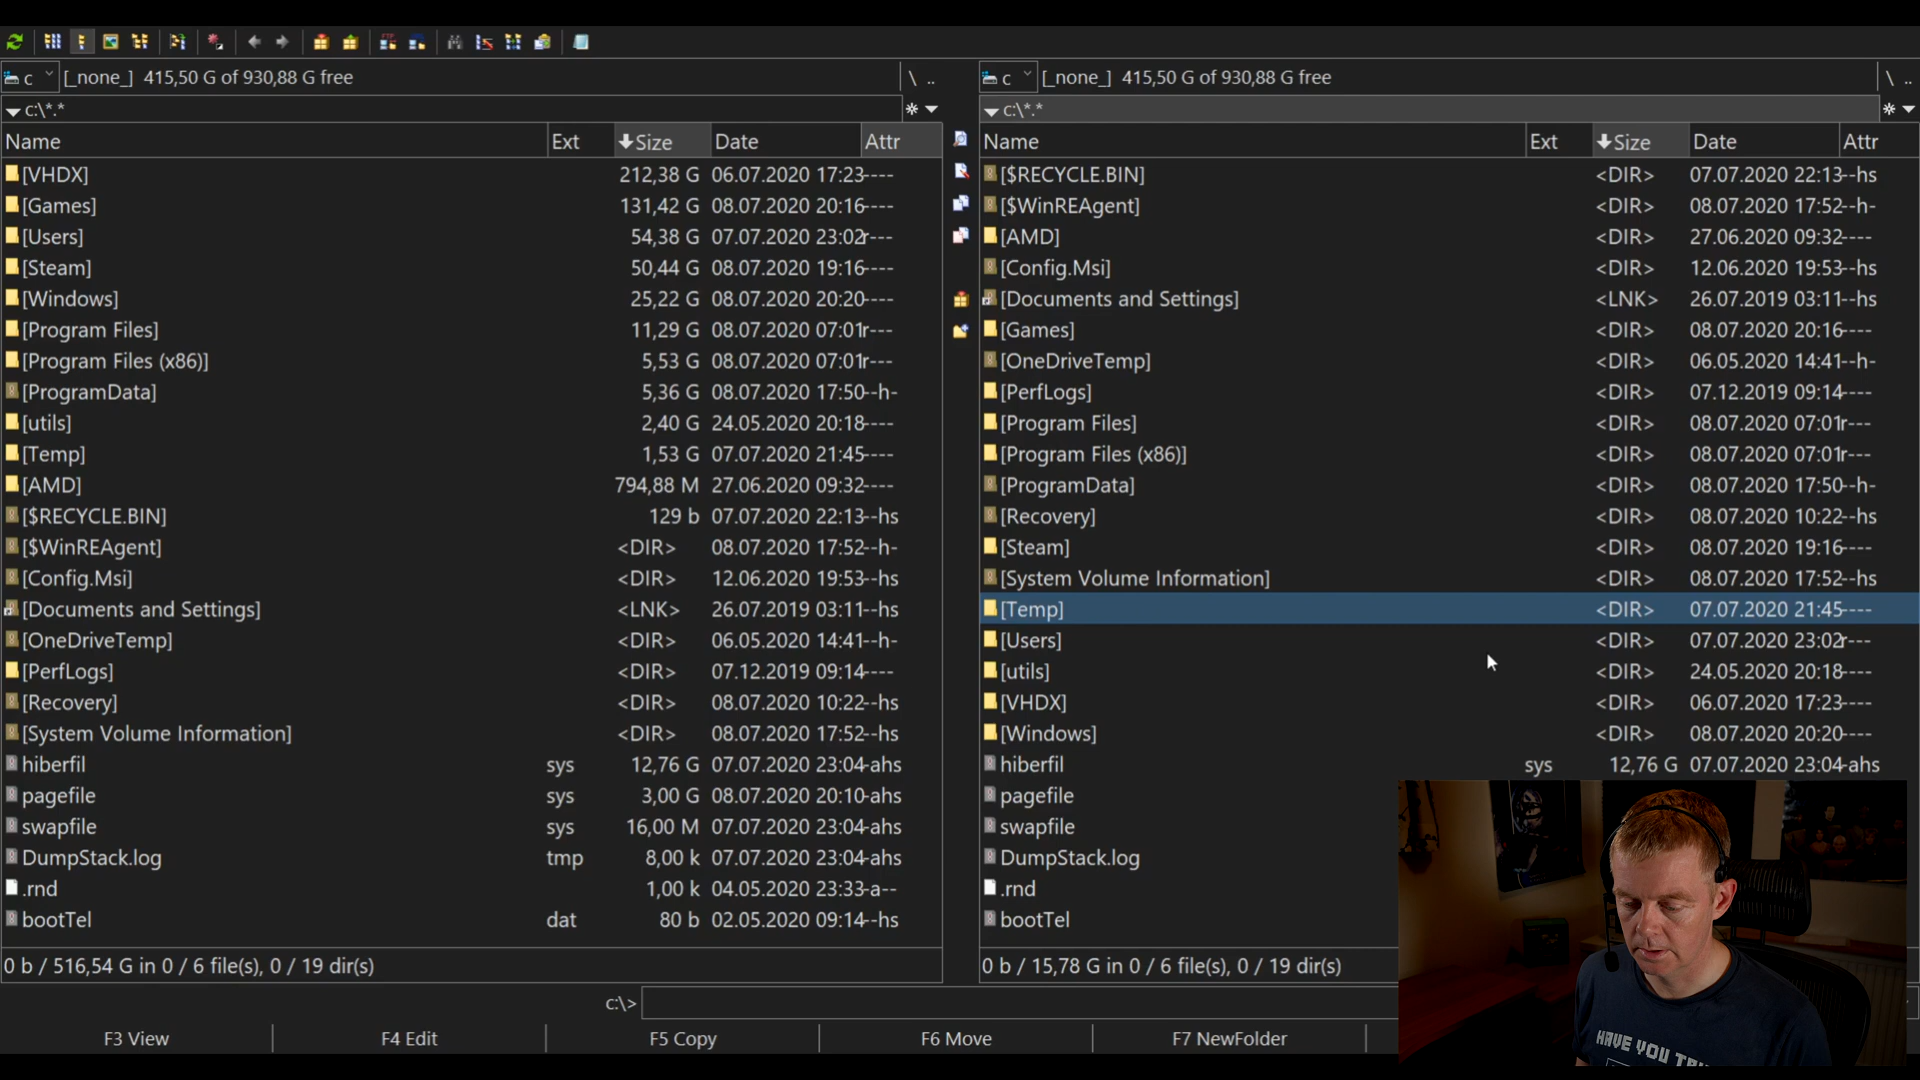 c [_none_] 415,50 G of 930,88 G free \ ..
c:\*.* * 
Name Ext Size Date Attr
[VHDX] 212,38 G 06.07.2020 17:23 ----
[Games] 131,42 G 08.07.2020 20:16 ----
[Users] 54,38 G 07.07.2020 23:02 r---
[Steam] 50,44 G 08.07.2020 19:16 ----
[Windows] 25,22 G 08.07.2020 20:20 ----
[Program Files] 11,29 G 08.07.2020 07:01 r---
[Program Files (x86)] 5,53 G 08.07.2020 07:01 r---
[ProgramData] 5,36 G 08.07.2020 17:50 --h-
[utils] 2,40 G 24.05.2020 20:18 ----
[Temp] 1,53 G 07.07.2020 21:45 ----
[AMD] 794,88 M 27.06.2020 09:32 ----
[$RECYCLE.BIN] 129 b 07.07.2020 22:13 --hs
[$WinREAgent] <DIR> 08.07.2020 17:52 --h-
[Config.Msi] <DIR> 12.06.2020 19:53 --hs
[Documents and Settings] <LNK> 26.07.2019 03:11 --hs
[OneDriveTemp] <DIR> 06.05.2020 14:41 --h-
[PerfLogs] <DIR> 07.12.2019 09:14 ----
[Recovery] <DIR> 08.07.2020 10:22 --hs
[System Volume Information] <DIR> 08.07.2020 17:52 --hs
hiberfil sys 12,76 G 07.07.2020 23:04 -ahs
pagefile sys 3,00 G 08.07.2020 20:10 -ahs
swapfile sys 16,00 M 07.07.2020 23:04 -ahs
DumpStack.log tmp 8,00 k 07.07.2020 23:04 -ahs
.rnd 1,00 k 04.05.2020 23:33 -a--
bootTel dat 80 b 02.05.2020 09:14 --hs
0 b / 516,54 G in 0 / 6 file(s), 0 / 19 dir(s)
c [_none_] 415,50 G of 930,88 G free \ ..
c:\*.* *
Name Ext Size Date Attr
[$RECYCLE.BIN] <DIR> 07.07.2020 22:13 --hs
[$WinREAgent] <DIR> 08.07.2020 17:52 --h-
[AMD] <DIR> 27.06.2020 09:32 ----
[Config.Msi] <DIR> 12.06.2020 19:53 --hs
[Documents and Settings] <LNK> 26.07.2019 03:11 --hs
[Games] <DIR> 08.07.2020 20:16 ----
[OneDriveTemp] <DIR> 06.05.2020 14:41 --h-
[PerfLogs] <DIR> 07.12.2019 09:14 ----
[Program Files] <DIR> 08.07.2020 07:01 r---
[Program Files (x86)] <DIR> 08.07.2020 07:01 r---
[ProgramData] <DIR> 08.07.2020 17:50 --h-
[Recovery] <DIR> 08.07.2020 10:22 --hs
[Steam] <DIR> 08.07.2020 19:16 ----
[System Volume Information] <DIR> 08.07.2020 17:52 --hs
[Temp] <DIR> 07.07.2020 21:45 ----
[Users] <DIR> 07.07.2020 23:02 r---
[utils] <DIR> 24.05.2020 20:18 ----
[VHDX] <DIR> 06.07.2020 17:23 ----
[Windows] <DIR> 08.07.2020 20:20 ----
hiberfil sys 12,76 G 07.07.2020 23:04 -ahs
pagefile
swapfile
DumpStack.log
.rnd
bootTel
0 b / 15,78 G in 0 / 6 file(s), 0 / 19 dir(s)
c:\>
F3 View F4 Edit F5 Copy F6 Move F7 NewFolder
HAVE YOU